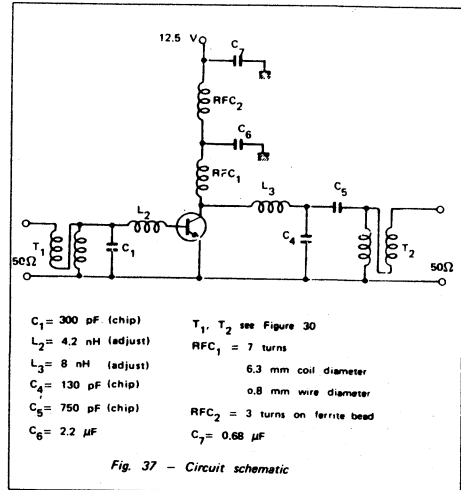 12.5 V
C7
RFC2
C6
RFC1
L3
C5
L2
T1
C1
C4
T2
50Ω
50Ω
C1 = 300 pF (chip)
L2 = 4.2 nH (adjust)
L3 = 8 nH (adjust)
C4 = 130 pF (chip)
C5 = 750 pF (chip)
C6 = 2.2 µF
T1, T2 see Figure 30
RFC1 = 7 turns
6.3 mm coil diameter
0.8 mm wire diameter
RFC2 = 3 turns on ferrite bead
C7 = 0.68 µF
Fig. 37 – Circuit schematic